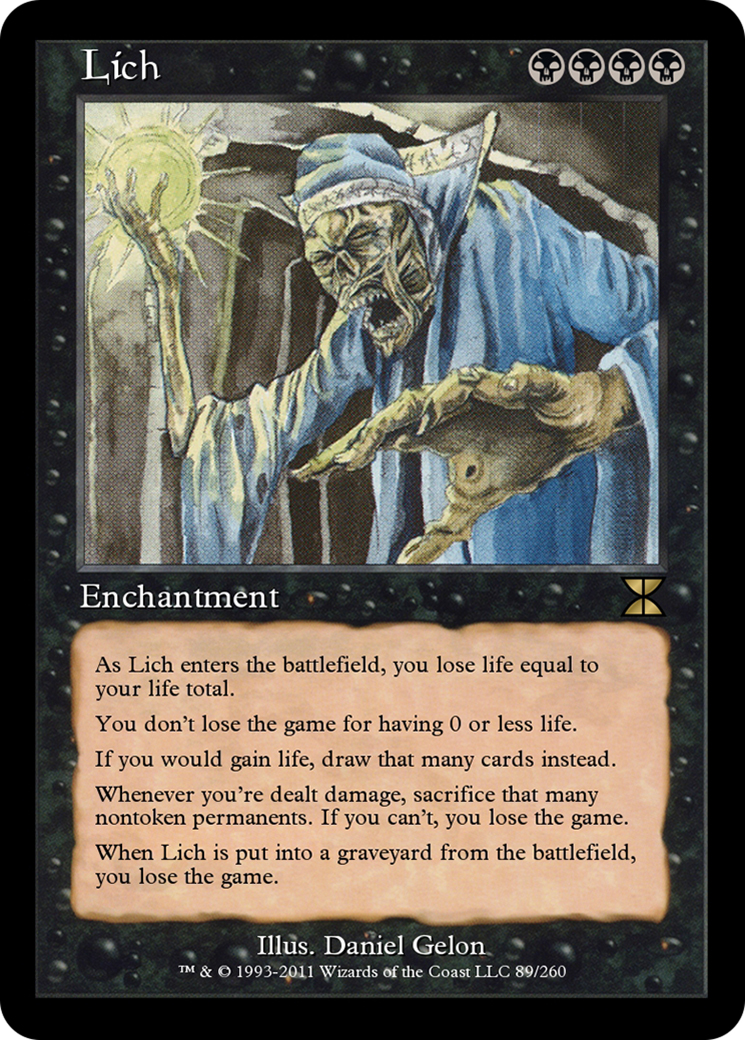 Lich
Enchantment
As Lich enters the battlefield, you lose life equal to
your life total.
You don't lose the game for having 0 or less life.
If you would gain life, draw that many cards instead.
Whenever you're dealt damage, sacrifice that many
nontoken permanents. If you can't, you lose the game.
When Lich is put into a graveyard from the battlefield,
you lose the game.
Illus. Daniel Gelon
™ & © 1993-2011 Wizards of the Coast LLC 89/260